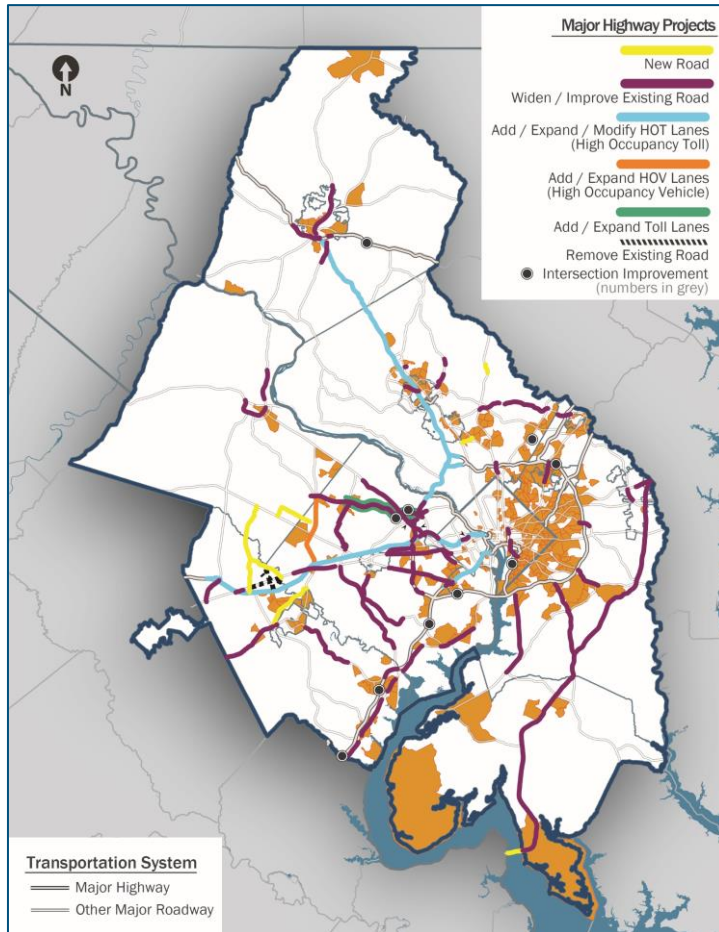 Major Highway Projects
New Road
Widen / Improve Existing Road
Add / Expand / Modify HOT Lanes
(High Occupancy Toll)
Add / Expand HOV Lanes
(High Occupancy Vehicle)
Add / Expand Toll Lanes
Remove Existing Road
Intersection Improvement
(numbers in grey)
N
Transportation System
Major Highway
Other Major Roadway